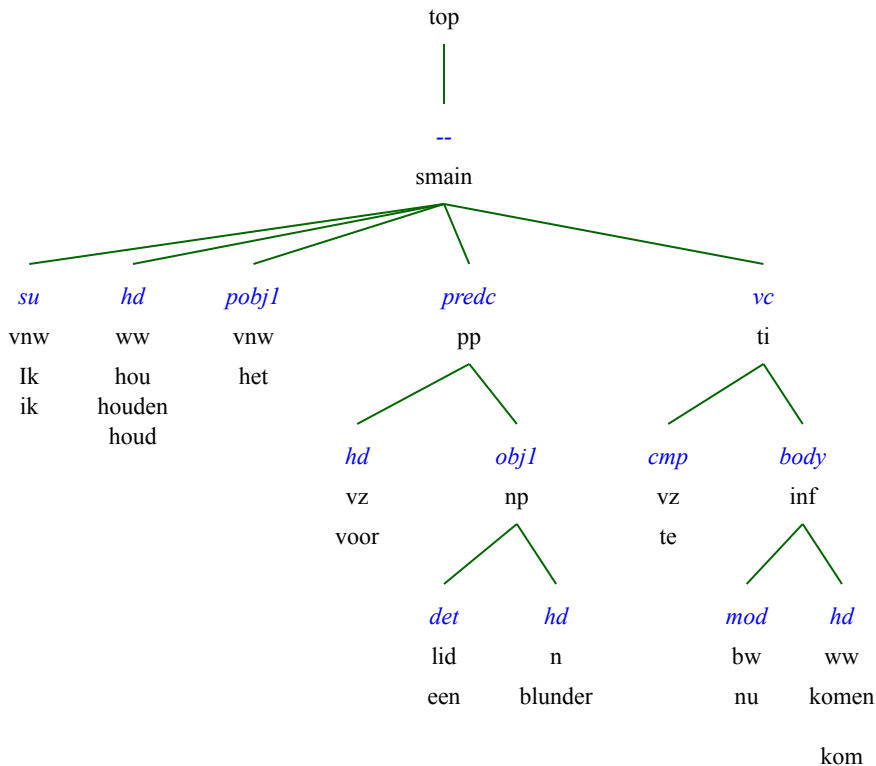 top
--
smain
su hd pobj1 predc vc
vnw ww vnw pp ti
Ik hou het
ik houden
houd
hd obj1 cmp body
vz np vz inf
voor te
det hd mod hd
lid n bw ww
een blunder nu komen
kom